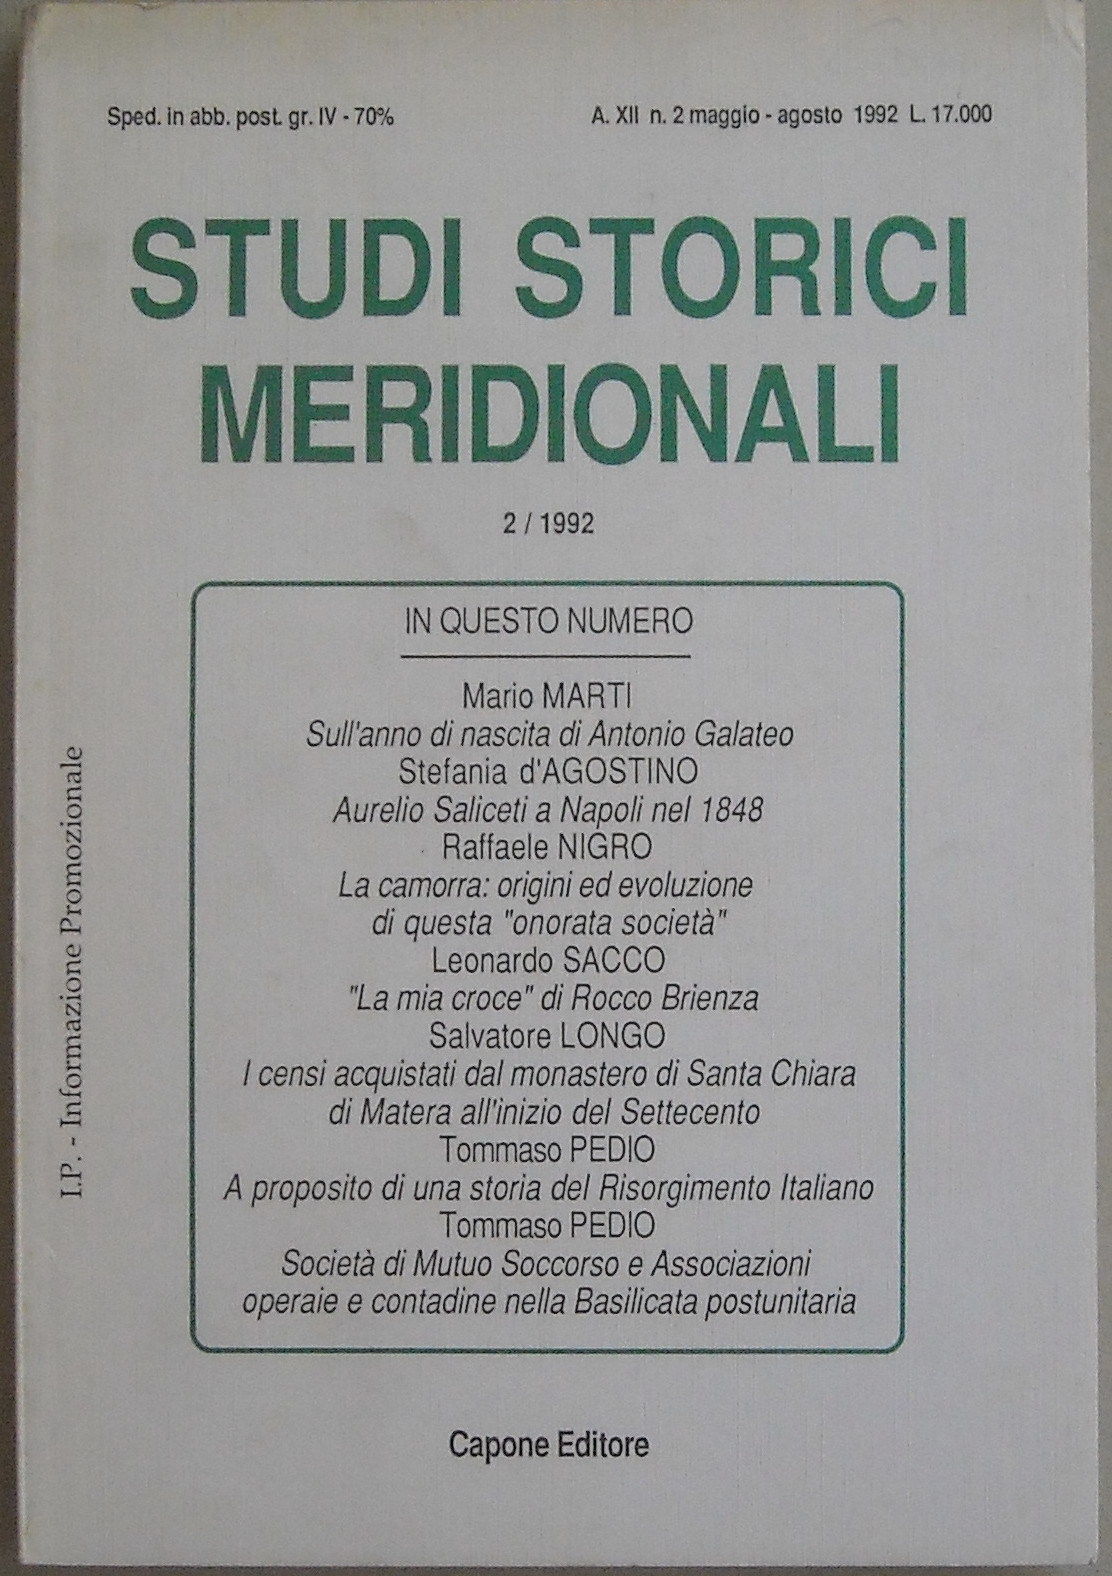 Sped. in abb. post. gr. IV - 70%
A. XII n. 2 maggio - agosto 1992 L. 17.000
STUDI STORICI
MERIDIONALI
2 / 1992
IN QUESTO NUMERO
Mario MARTI
Sull'anno di nascita di Antonio Galateo
Stefania d'AGOSTINO
Aurelio Saliceti a Napoli nel 1848
Raffaele NIGRO
La camorra: origini ed evoluzione
di questa "onorata società"
Leonardo SACCO
"La mia croce" di Rocco Brienza
Salvatore LONGO
I censi acquistati dal monastero di Santa Chiara
di Matera all'inizio del Settecento
Tommaso PEDIO
A proposito di una storia del Risorgimento Italiano
Tommaso PEDIO
Società di Mutuo Soccorso e Associazioni
operaie e contadine nella Basilicata postunitaria
I.P. - Informazione Promozionale
Capone Editore